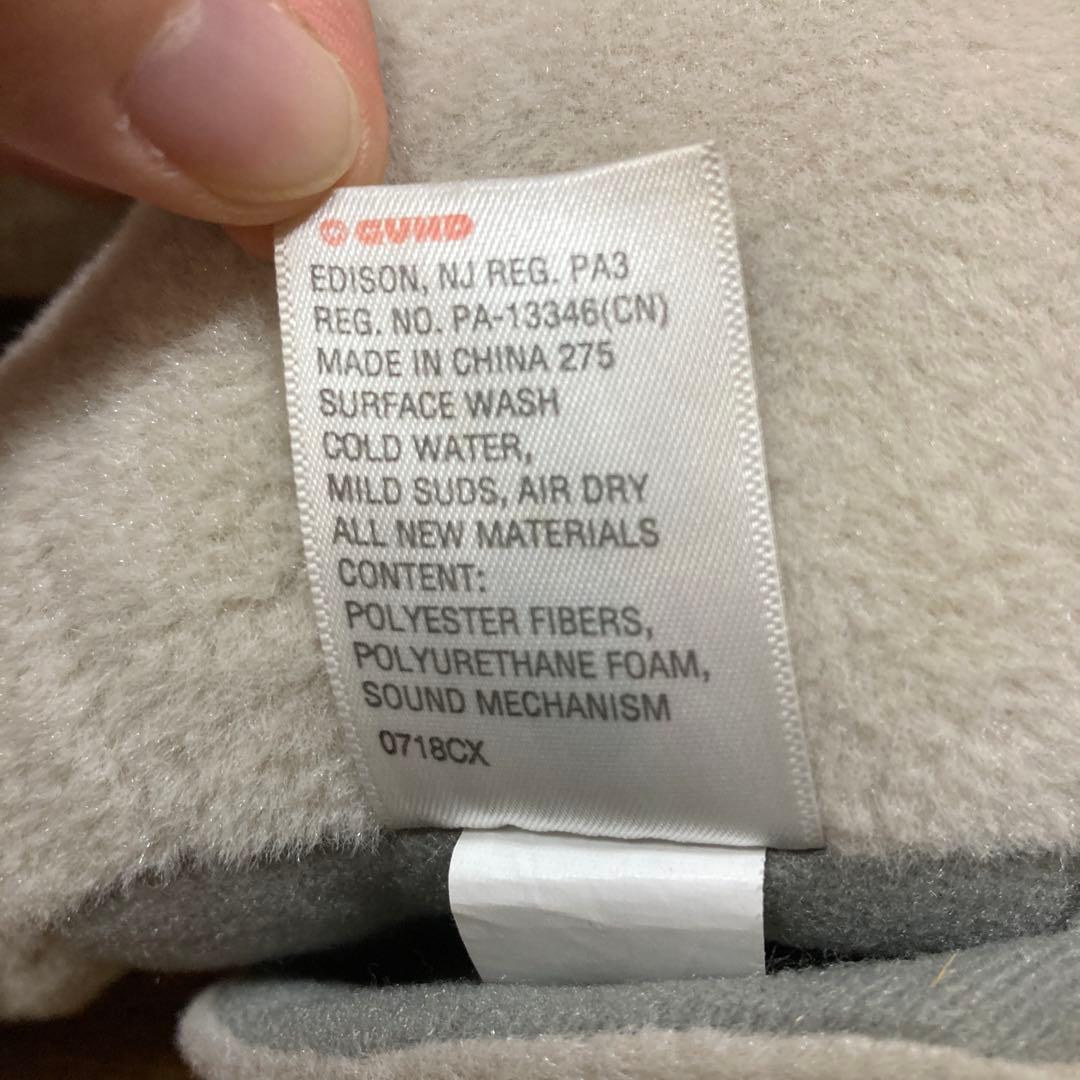 GUND
EDISON, NJ REG. PA3
REG. NO. PA-13346(CN)
MADE IN CHINA 275
SURFACE WASH
COLD WATER,
MILD SUDS, AIR DRY
ALL NEW MATERIALS
CONTENT:
POLYESTER FIBERS,
POLYURETHANE FOAM,
SOUND MECHANISM
0718CX